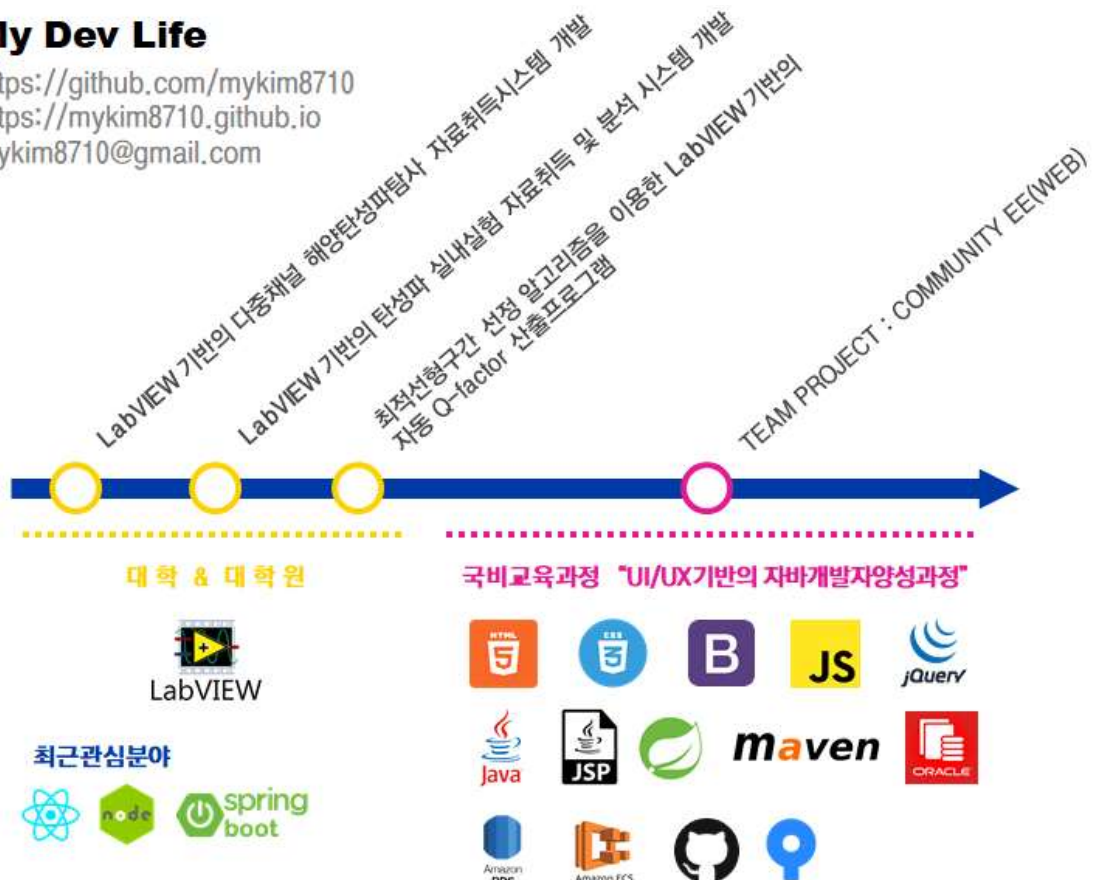 ly Dev Life
tps://github.com/mykim8710
tps://mykim8710.github.io
ykim8710@gmail.com
LabVIEW 기반의 다중채널 해양탄성파탐사 자료취득시스템 개발
LabVIEW 기반의 탄성파 실내실험 자료취득 및 분석 시스템 개발
최적선형구간 선정 알고리즘을 이용한 LabVIEW 기반의
자동 Q-factor 산출프로그램
TEAM PROJECT : COMMUNITY EE(WEB)
대학 & 대학원
국비교육과정 "UI/UX기반의 자바개발자양성과정"
LabVIEW
HTML
5
CSS
3
B
JS
jQuery
Java
JSP
maven
ORACLE
최근관심분야
node
spring
boot
Amazon
RDS
Amazon ECS